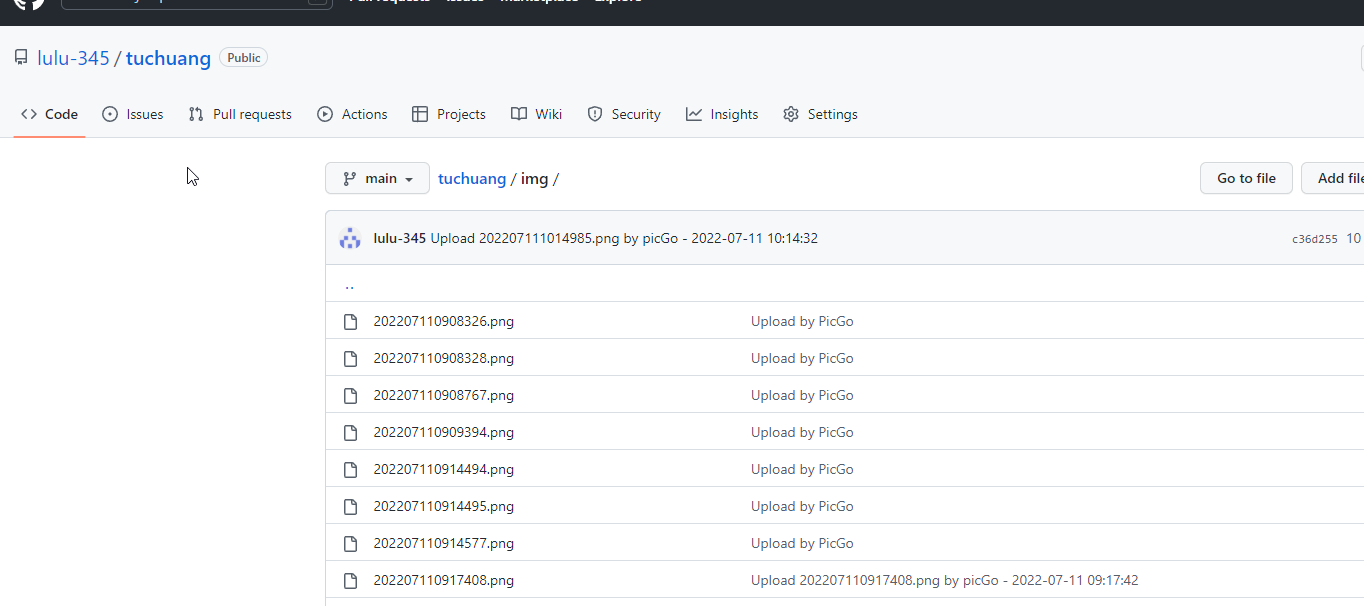 lulu-345 / tuchuang Public
Code Issues Pull requests Actions Projects Wiki Security Insights Settings
main tuchuang / img / Go to file Add file
lulu-345 Upload 202207111014985.png by picGo - 2022-07-11 10:14:32 c36d255 10
..
202207110908326.png Upload by PicGo
202207110908328.png Upload by PicGo
202207110908767.png Upload by PicGo
202207110909394.png Upload by PicGo
202207110914494.png Upload by PicGo
202207110914495.png Upload by PicGo
202207110914577.png Upload by PicGo
202207110917408.png Upload 202207110917408.png by picGo - 2022-07-11 09:17:42